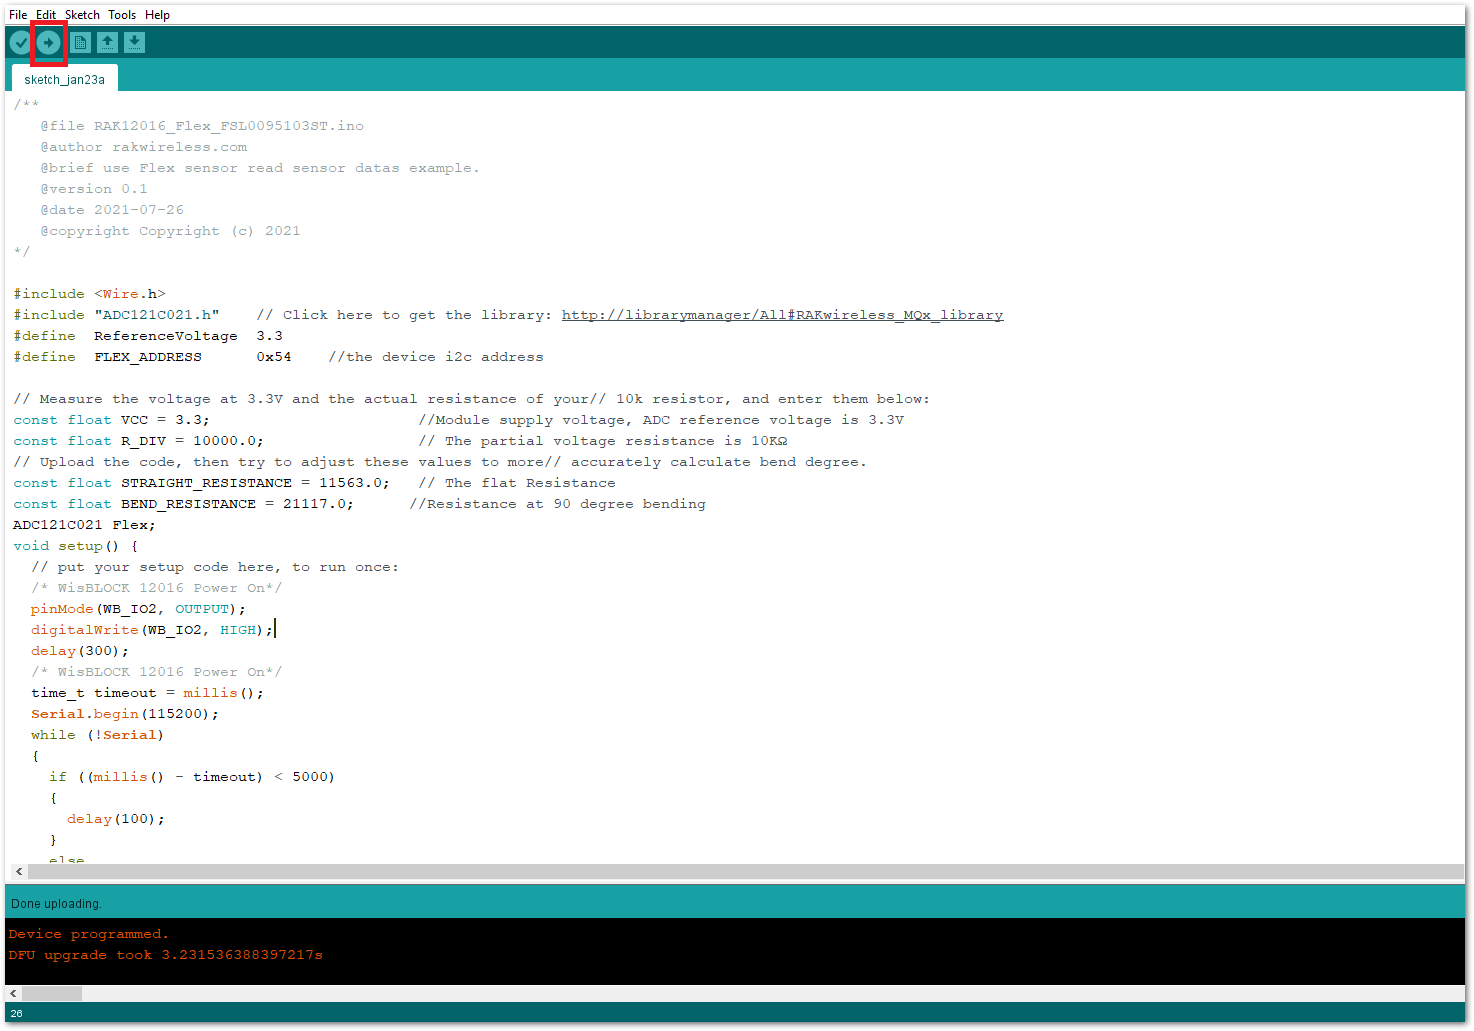 File Edit Sketch Tools Help
sketch_jan23a
/**
@file RAK12016_Flex_FSL0095103ST.ino
@author rakwireless.com
@brief use Flex sensor read sensor datas example.
@version 0.1
@date 2021-07-26
@copyright Copyright (c) 2021
*/
#include <Wire.h>
#include "ADC121C021.h" // Click here to get the library: http://librarymanager/All#RAKwireless_MQx_library
#define ReferenceVoltage 3.3
#define FLEX_ADDRESS 0x54 //the device i2c address
// Measure the voltage at 3.3V and the actual resistance of your// 10k resistor, and enter them below:
const float VCC = 3.3; //Module supply voltage, ADC reference voltage is 3.3V
const float R_DIV = 10000.0; // The partial voltage resistance is 10KΩ
// Upload the code, then try to adjust these values to more// accurately calculate bend degree.
const float STRAIGHT_RESISTANCE = 11563.0; // The flat Resistance
const float BEND_RESISTANCE = 21117.0; //Resistance at 90 degree bending
ADC121C021 Flex;
void setup() {
// put your setup code here, to run once:
/* WisBLOCK 12016 Power On*/
pinMode(WB_IO2, OUTPUT);
digitalWrite(WB_IO2, HIGH);
delay(300);
/* WisBLOCK 12016 Power On*/
time_t timeout = millis();
Serial.begin(115200);
while (!Serial)
{
if ((millis() - timeout) < 5000)
{
delay(100);
}
else
Done uploading.
Device programmed.
DFU upgrade took 3.231536388397217s
26